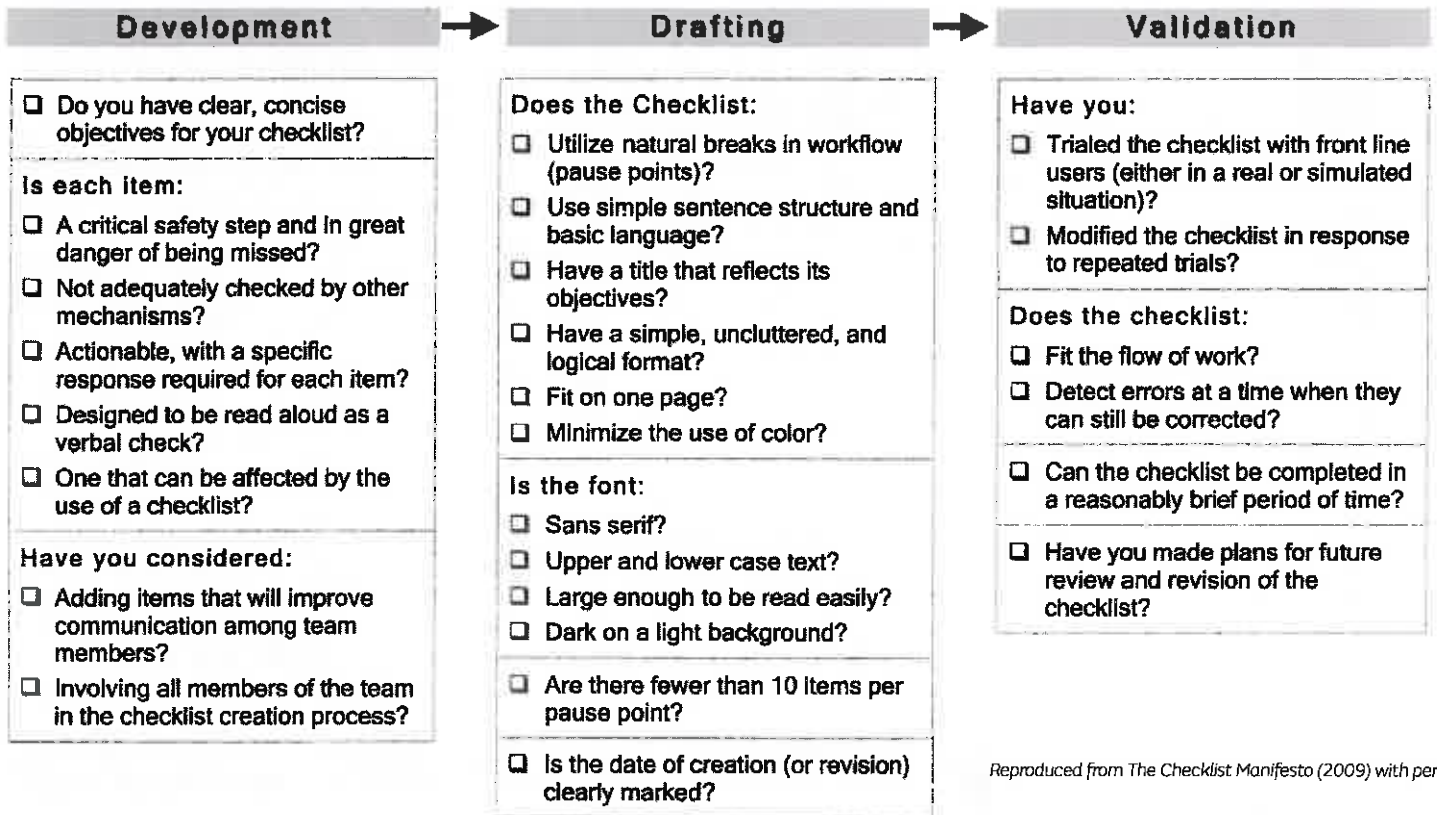 Development
Drafting
Validation
Do you have clear, concise
objectives for your checklist?
Is each item:
A critical safety step and in great
danger of being missed?
Not adequately checked by other
mechanisms?
Actionable, with a specific
response required for each item?
Designed to be read aloud as a
verbal check?
One that can be affected by the
use of a checklist?
Have you considered:
Adding items that will improve
communication among team
members?
Involving all members of the team
in the checklist creation process?
Does the Checklist:
Utilize natural breaks in workflow
(pause points)?
Use simple sentence structure and
basic language?
Have a title that reflects its
objectives?
Have a simple, uncluttered, and
logical format?
Fit on one page?
Minimize the use of color?
Is the font:
Sans serif?
Upper and lower case text?
Large enough to be read easily?
Dark on a light background?
Are there fewer than 10 items per
pause point?
Is the date of creation (or revision)
clearly marked?
Have you:
Trialed the checklist with front line
users (either in a real or simulated
situation)?
Modified the checklist in response
to repeated trials?
Does the checklist:
Fit the flow of work?
Detect errors at a time when they
can still be corrected?
Can the checklist be completed in
a reasonably brief period of time?
Have you made plans for future
review and revision of the
checklist?
Reproduced from The Checklist Manifesto (2009) with per